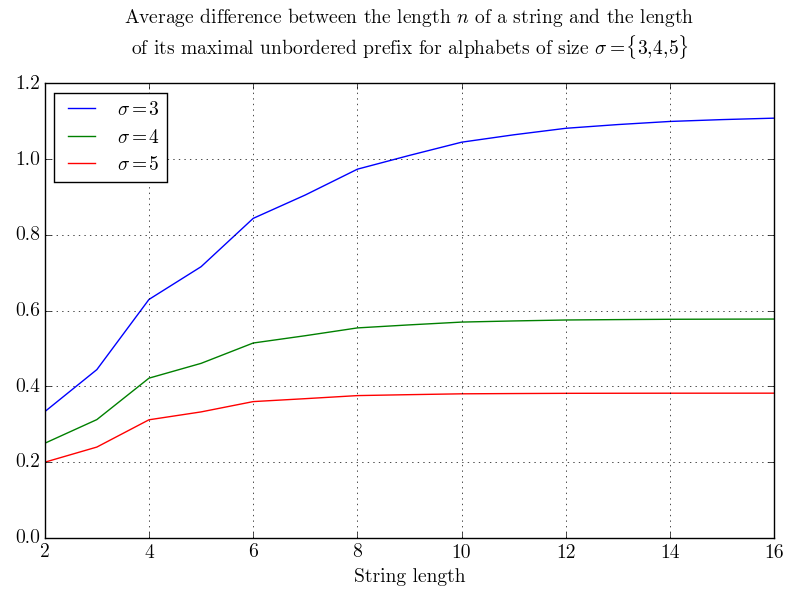 Average difference between the length n of a string and the length
of its maximal unbordered prefix for alphabets of size σ={3,4,5}
1.2
σ=3
σ=4
σ=5
1.0
0.8
0.6
0.4
0.2
0.0
2 4 6 8 10 12 14 16
String length